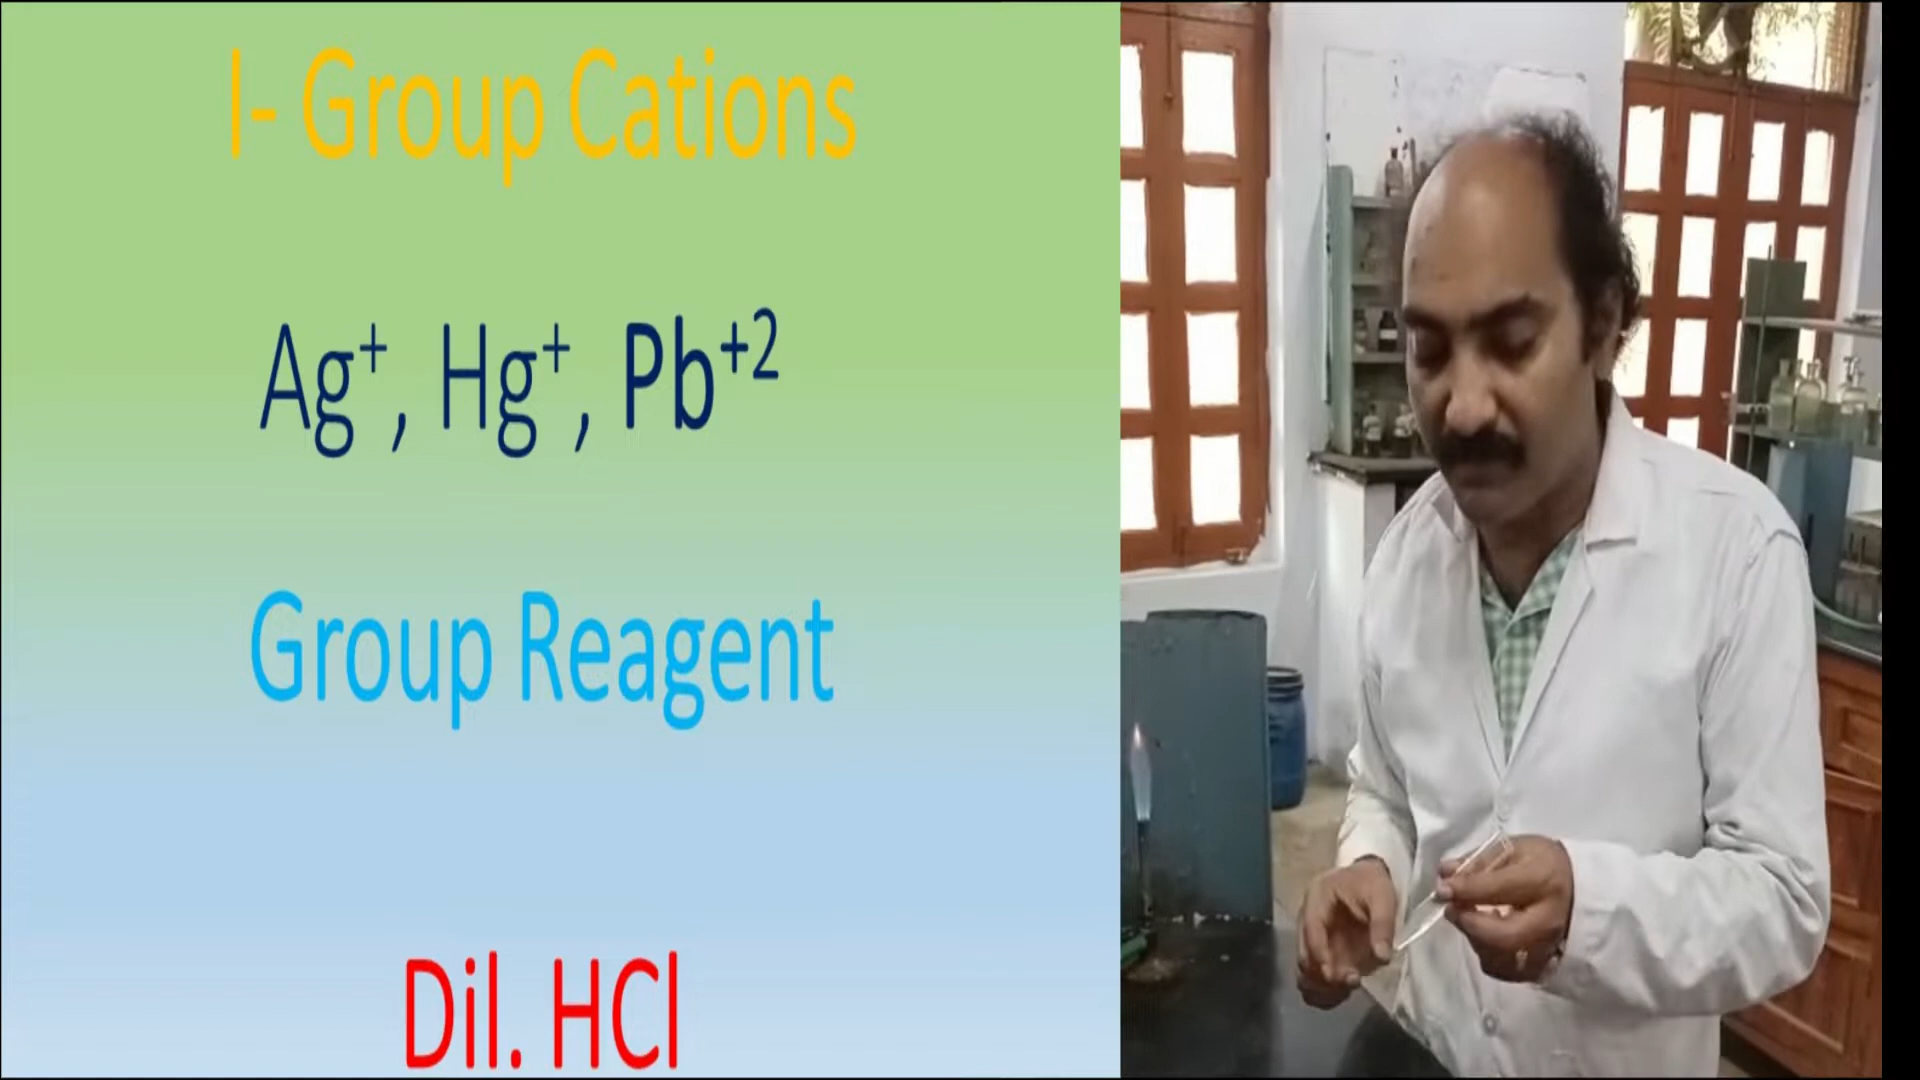 I- Group Cations
Ag⁺, Hg⁺, Pb⁺²
Group Reagent
Dil. HCl